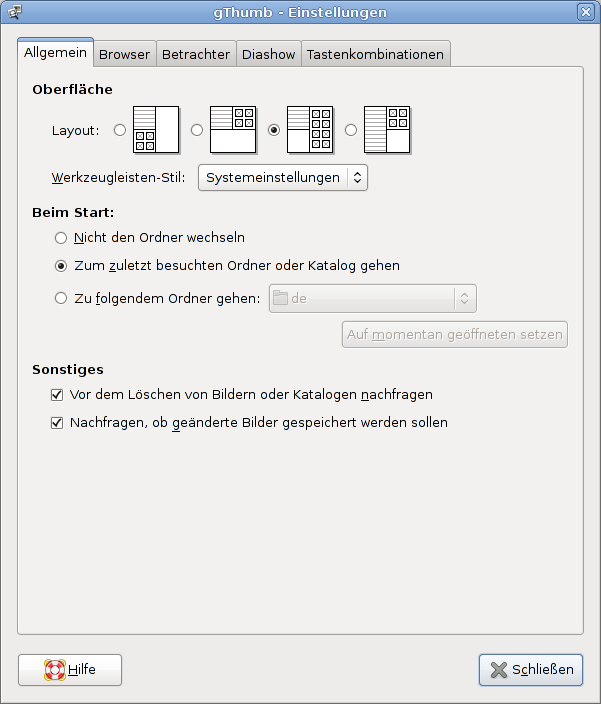 gThumb - Einstellungen
Allgemein Browser Betrachter Diashow Tastenkombinationen
Oberfläche
Layout:
Werkzeugleisten-Stil: Systemeinstellungen
Beim Start:
Nicht den Ordner wechseln
Zum zuletzt besuchten Ordner oder Katalog gehen
Zu folgendem Ordner gehen: de
Auf momentan geöffneten setzen
Sonstiges
Vor dem Löschen von Bildern oder Katalogen nachfragen
Nachfragen, ob geänderte Bilder gespeichert werden sollen
Hilfe Schließen